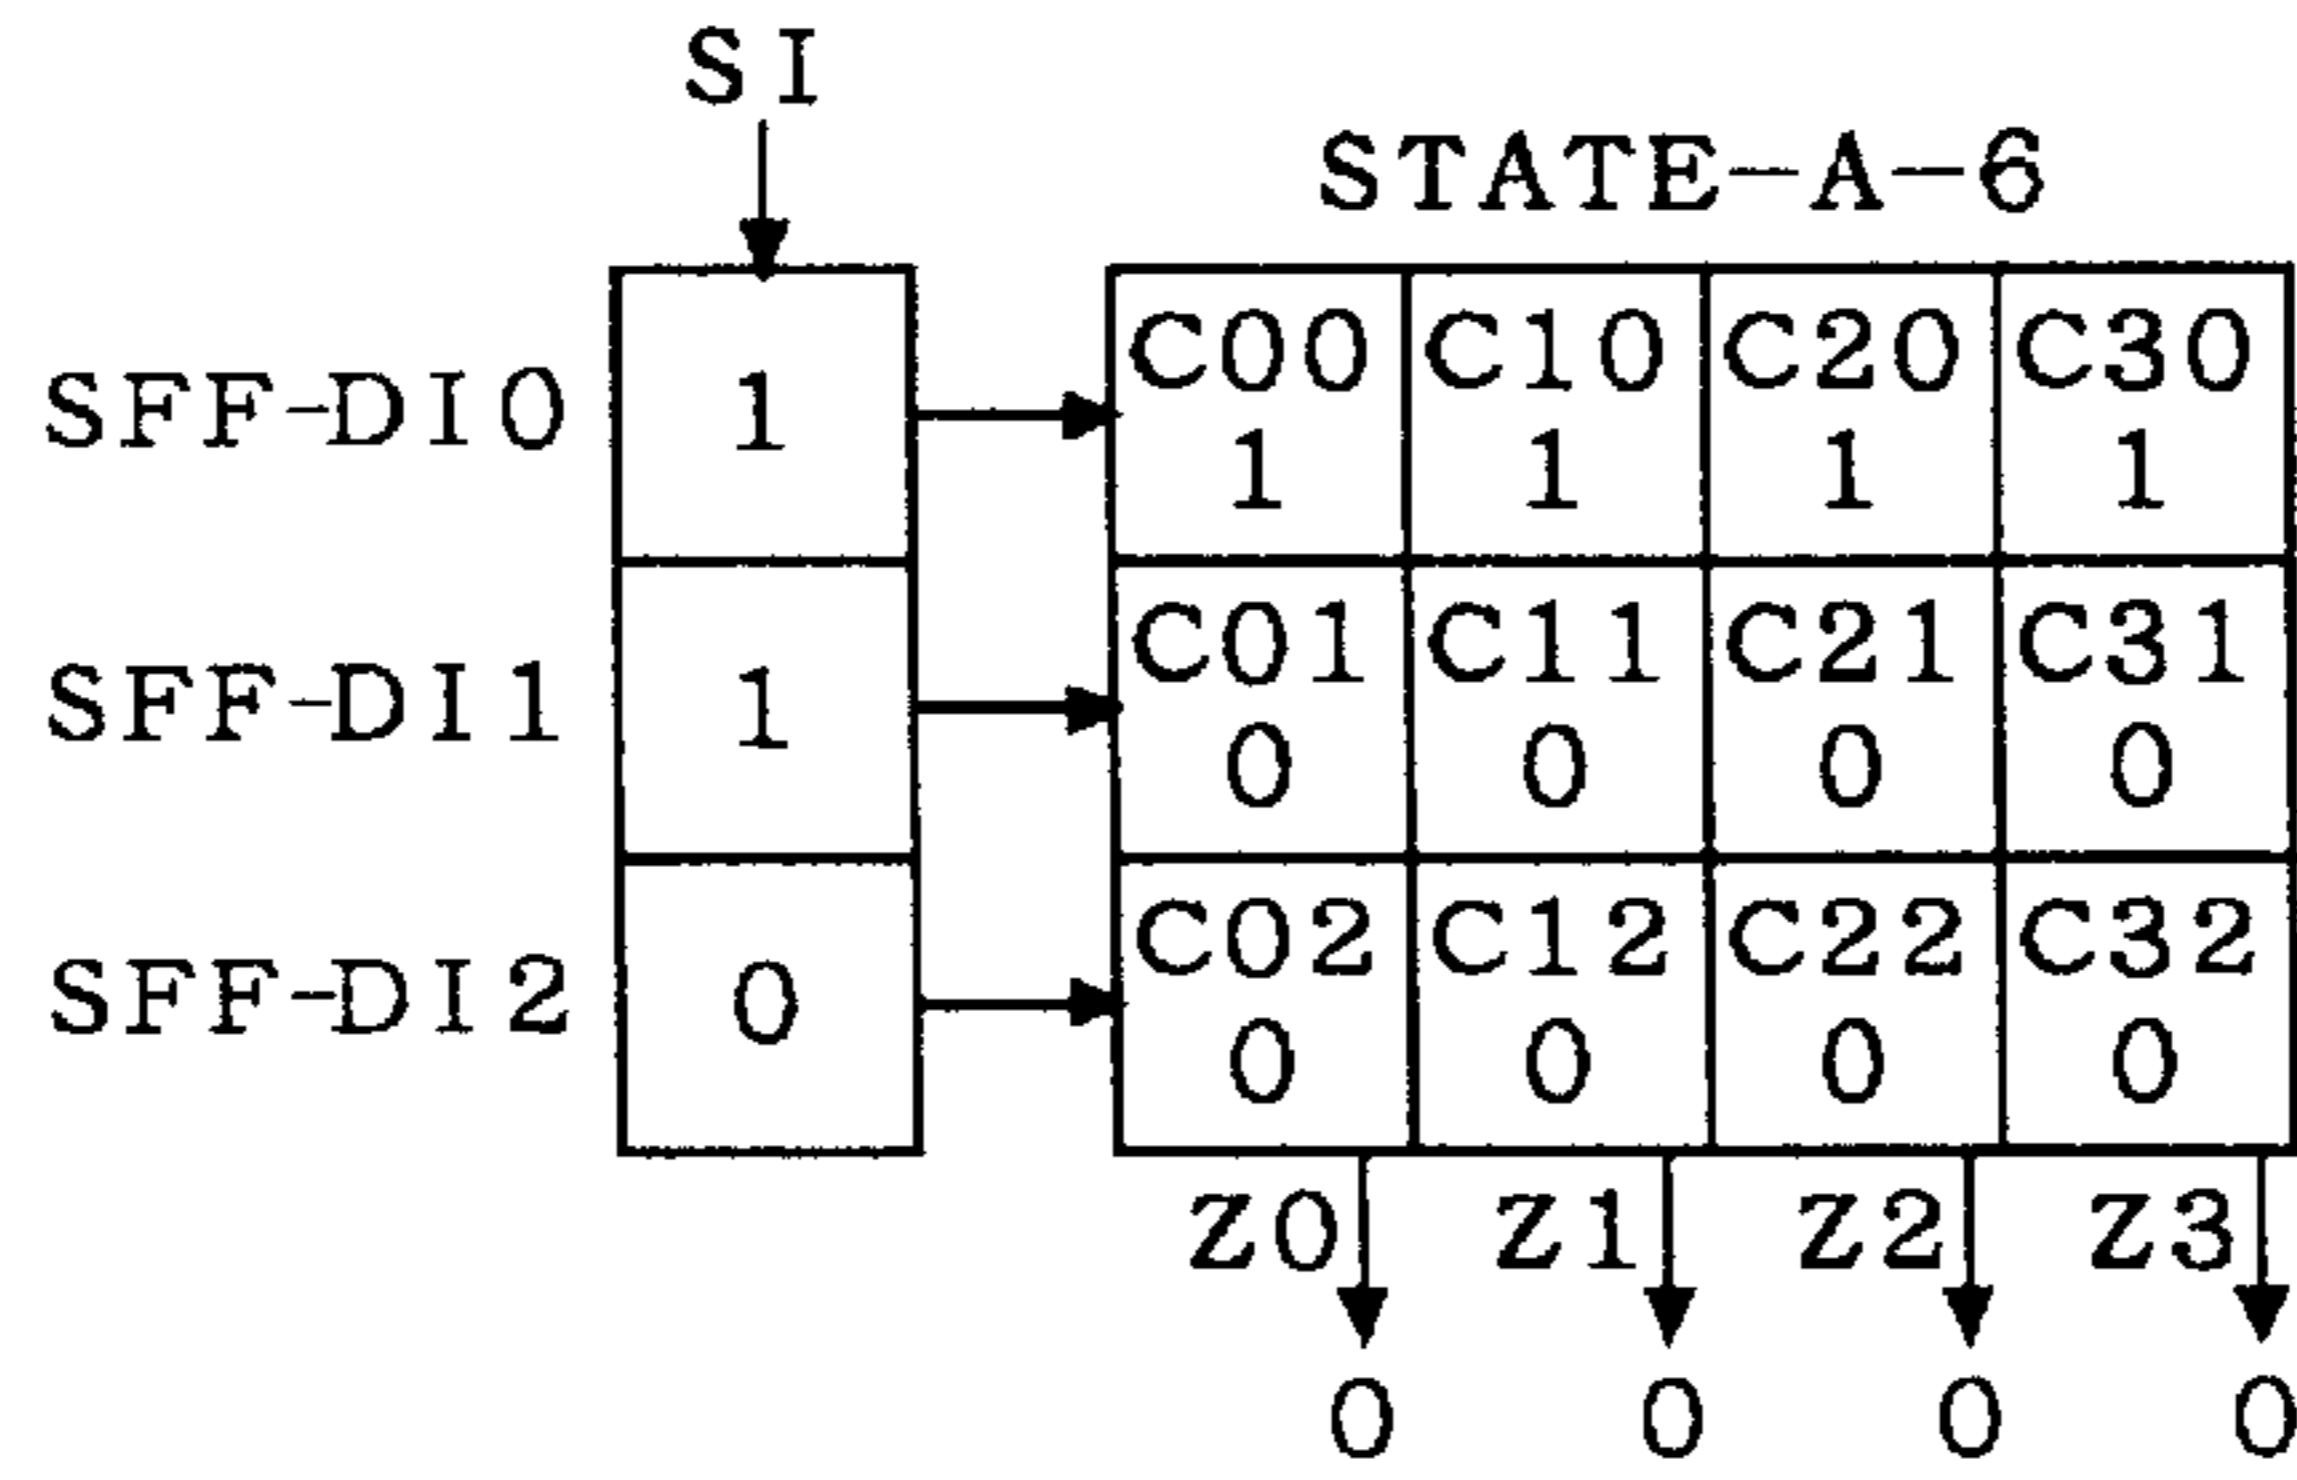 SI
STATE-A-6
SFF-DI0 1 C00 C10 C20 C30
1 1 1 1
SFF-DI1 1 C01 C11 C21 C31
0 0 0 0
SFF-DI2 0 C02 C12 C22 C32
0 0 0 0
Z0 Z1 Z2 Z3
0 0 0 0